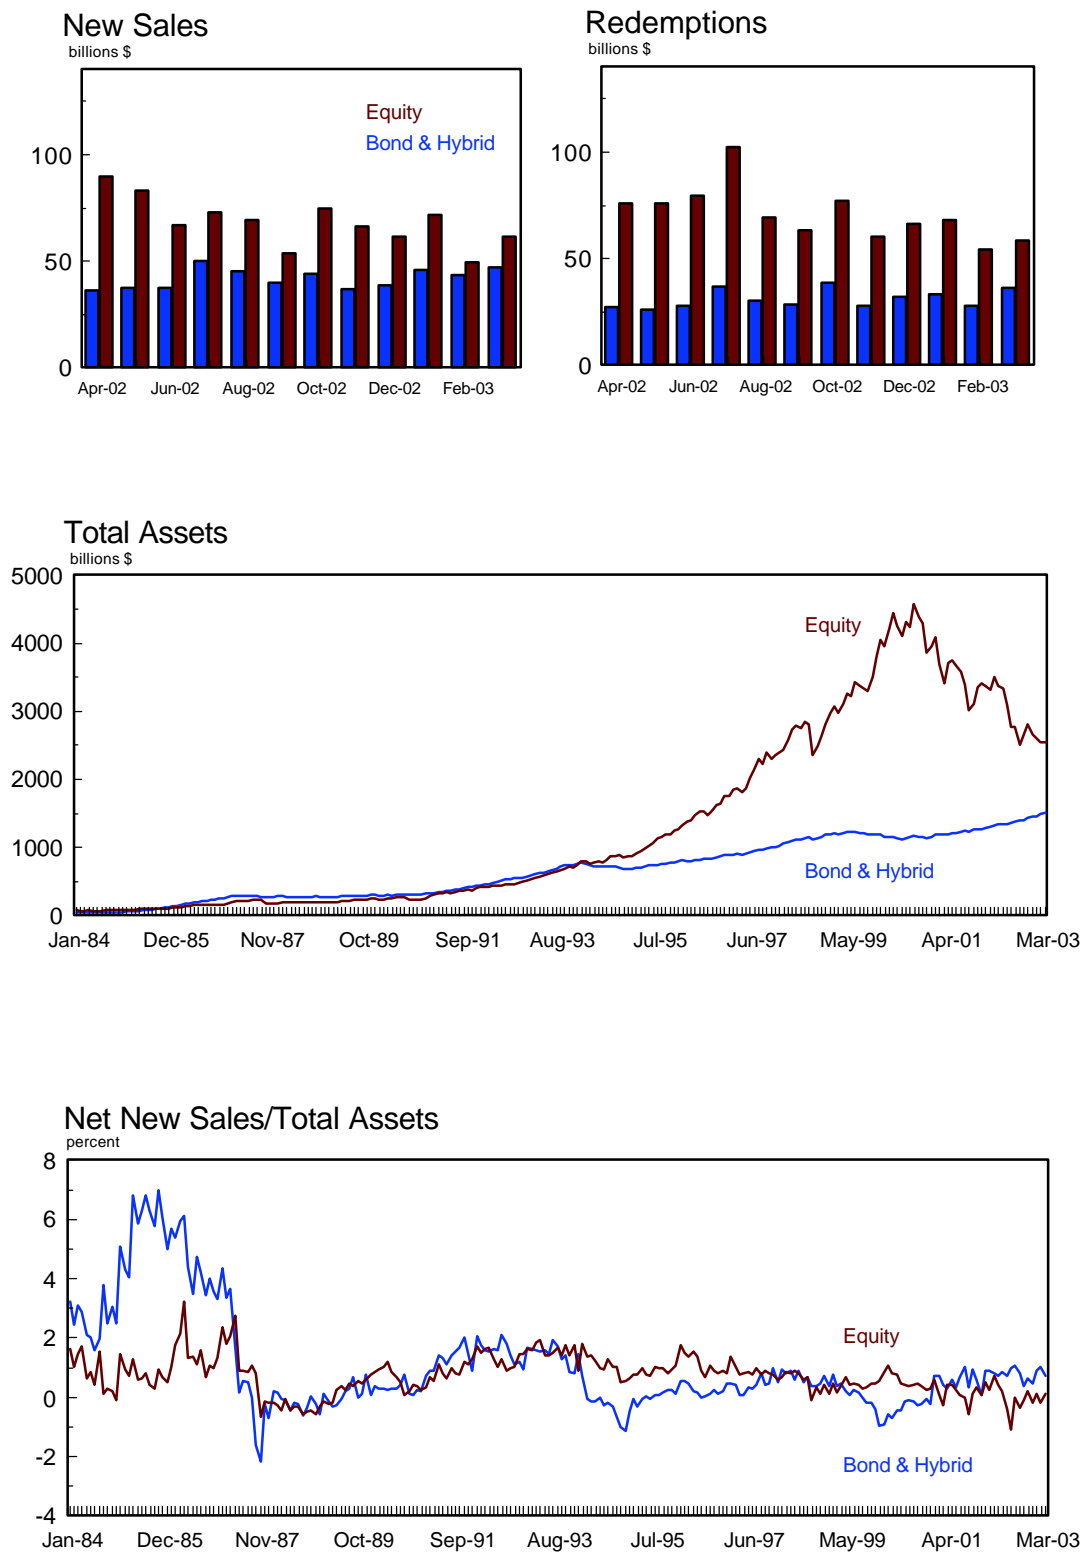 New Sales
billions $
Equity
Bond & Hybrid
100
50
0
Apr-02 Jun-02 Aug-02 Oct-02 Dec-02 Feb-03
Redemptions
billions $
100
50
0
Apr-02 Jun-02 Aug-02 Oct-02 Dec-02 Feb-03
Total Assets
billions $
5000
4000
3000
2000
1000
0
Equity
Bond & Hybrid
Jan-84 Dec-85 Nov-87 Oct-89 Sep-91 Aug-93 Jul-95 Jun-97 May-99 Apr-01 Mar-03
Net New Sales/Total Assets
percent
8
6
4
2
0
-2
-4
Equity
Bond & Hybrid
Jan-84 Dec-85 Nov-87 Oct-89 Sep-91 Aug-93 Jul-95 Jun-97 May-99 Apr-01 Mar-03